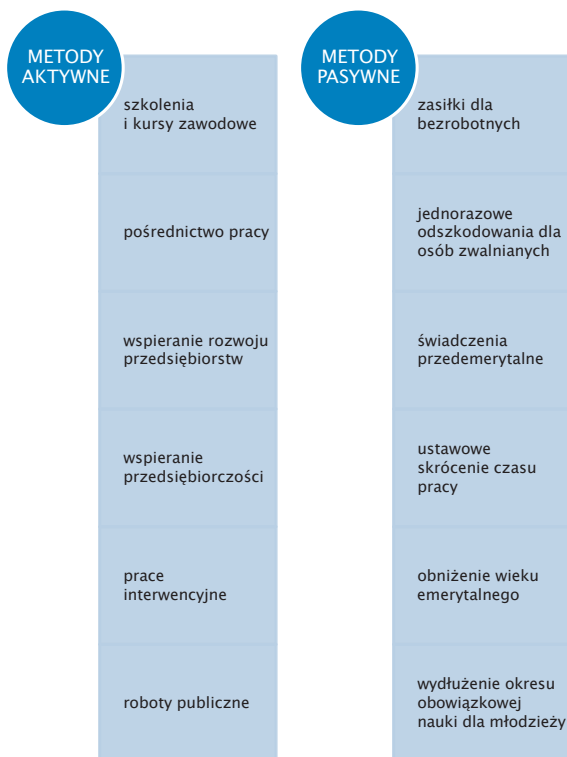 METODY
AKTYWNE
szkolenia
i kursy zawodowe
pośrednictwo pracy
wspieranie rozwoju
przedsiębiorstw
wspieranie
przedsiębiorczości
prace
interwencyjne
roboty publiczne
METODY
PASYWNE
zasiłki dla
bezrobotnych
jednorazowe
odszkodowania dla
osób zwalnianych
świadczenia
przedemerytalne
ustawowe
skrócenie czasu
pracy
obniżenie wieku
emerytalnego
wydłużenie okresu
obowiązkowej
nauki dla młodzieży